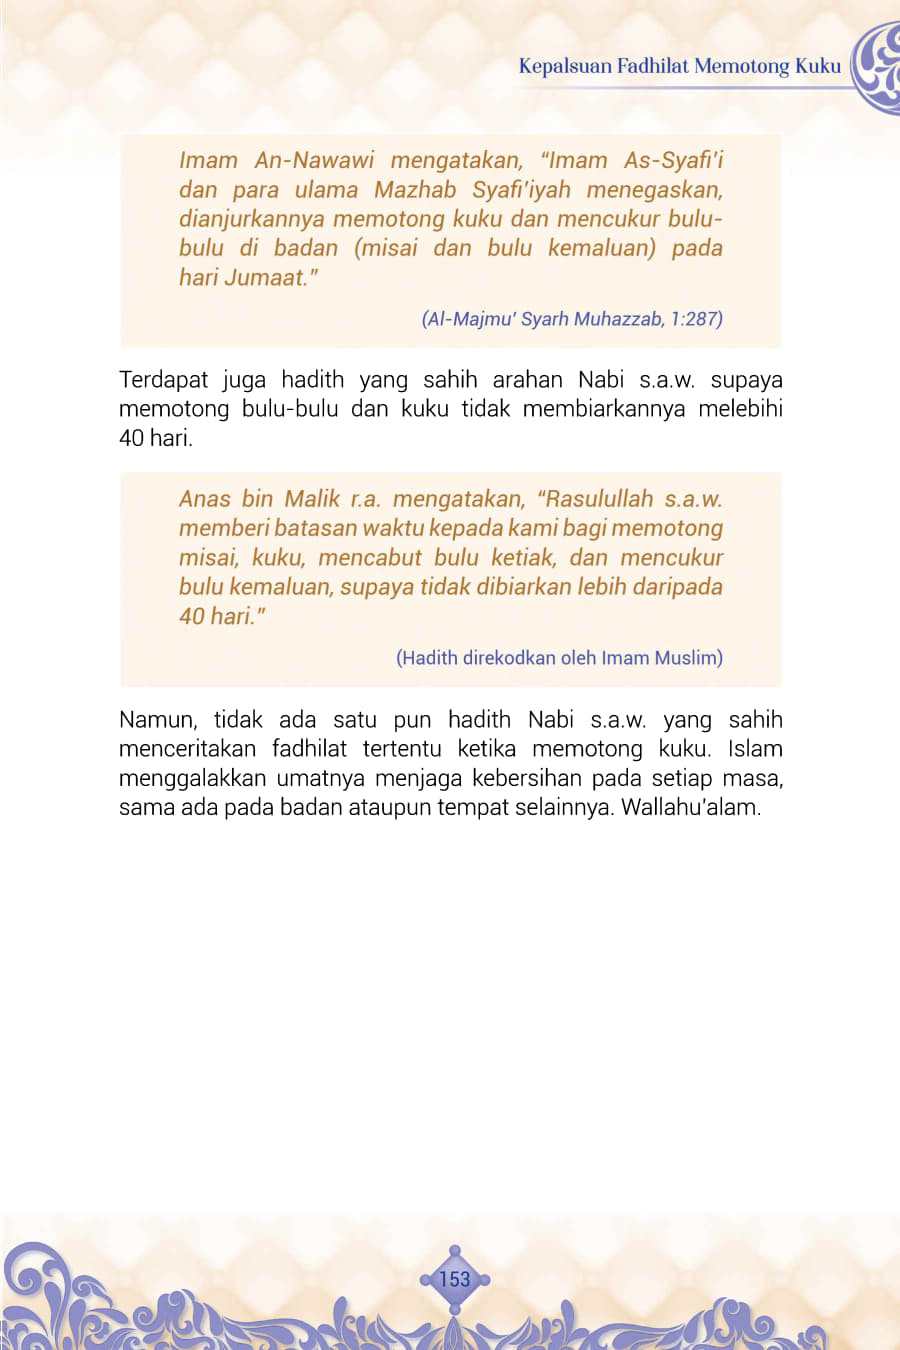 Kepalsuan Fadhilat Memotong Kuku
Imam An-Nawawi mengatakan, “Imam As-Syafi’i
dan para ulama Mazhab Syafi’iyah menegaskan,
dianjurkannya memotong kuku dan mencukur bulu-
bulu di badan (misai dan bulu kemaluan) pada
hari Jumaat.”
(Al-Majmu’ Syarh Muhazzab, 1:287)
Terdapat juga hadith yang sahih arahan Nabi s.a.w. supaya
memotong bulu-bulu dan kuku tidak membiarkannya melebihi
40 hari.
Anas bin Malik r.a. mengatakan, “Rasulullah s.a.w.
memberi batasan waktu kepada kami bagi memotong
misai, kuku, mencabut bulu ketiak, dan mencukur
bulu kemaluan, supaya tidak dibiarkan lebih daripada
40 hari.”
(Hadith direkodkan oleh Imam Muslim)
Namun, tidak ada satu pun hadith Nabi s.a.w. yang sahih
menceritakan fadhilat tertentu ketika memotong kuku. Islam
menggalakkan umatnya menjaga kebersihan pada setiap masa,
sama ada pada badan ataupun tempat selainnya. Wallahu’alam.
153